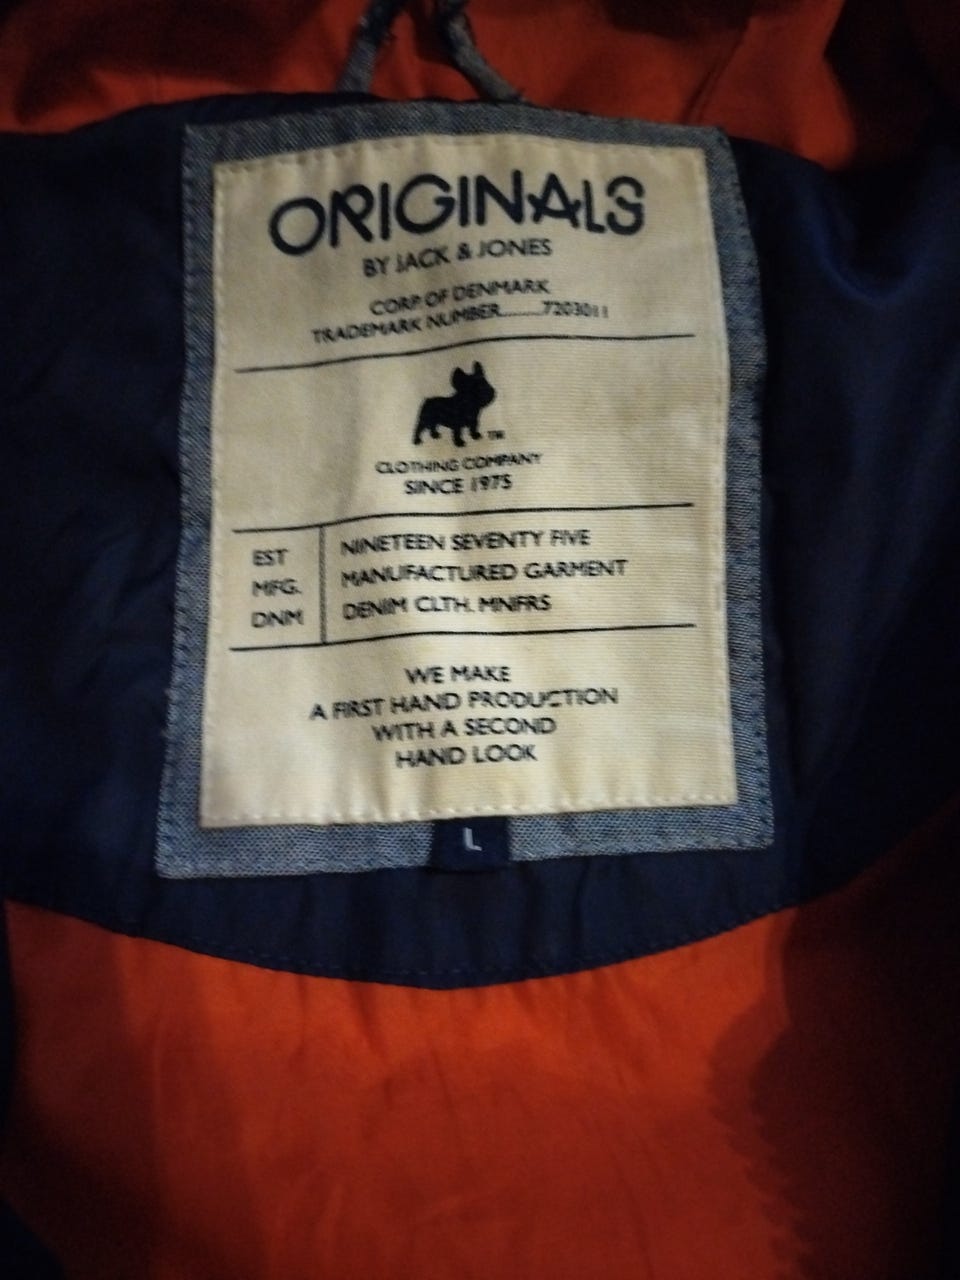 ORIGINALS
BY JACK & JONES
CORP OF DENMARK
TRADEMARK NUMBER.........7203011
TM
CLOTHING COMPANY
SINCE 1975
EST NINETEEN SEVENTY FIVE
MFG. MANUFACTURED GARMENT
DNM DENIM CLTH. MNFRS
WE MAKE
A FIRST HAND PRODUCTION
WITH A SECOND
HAND LOOK
L